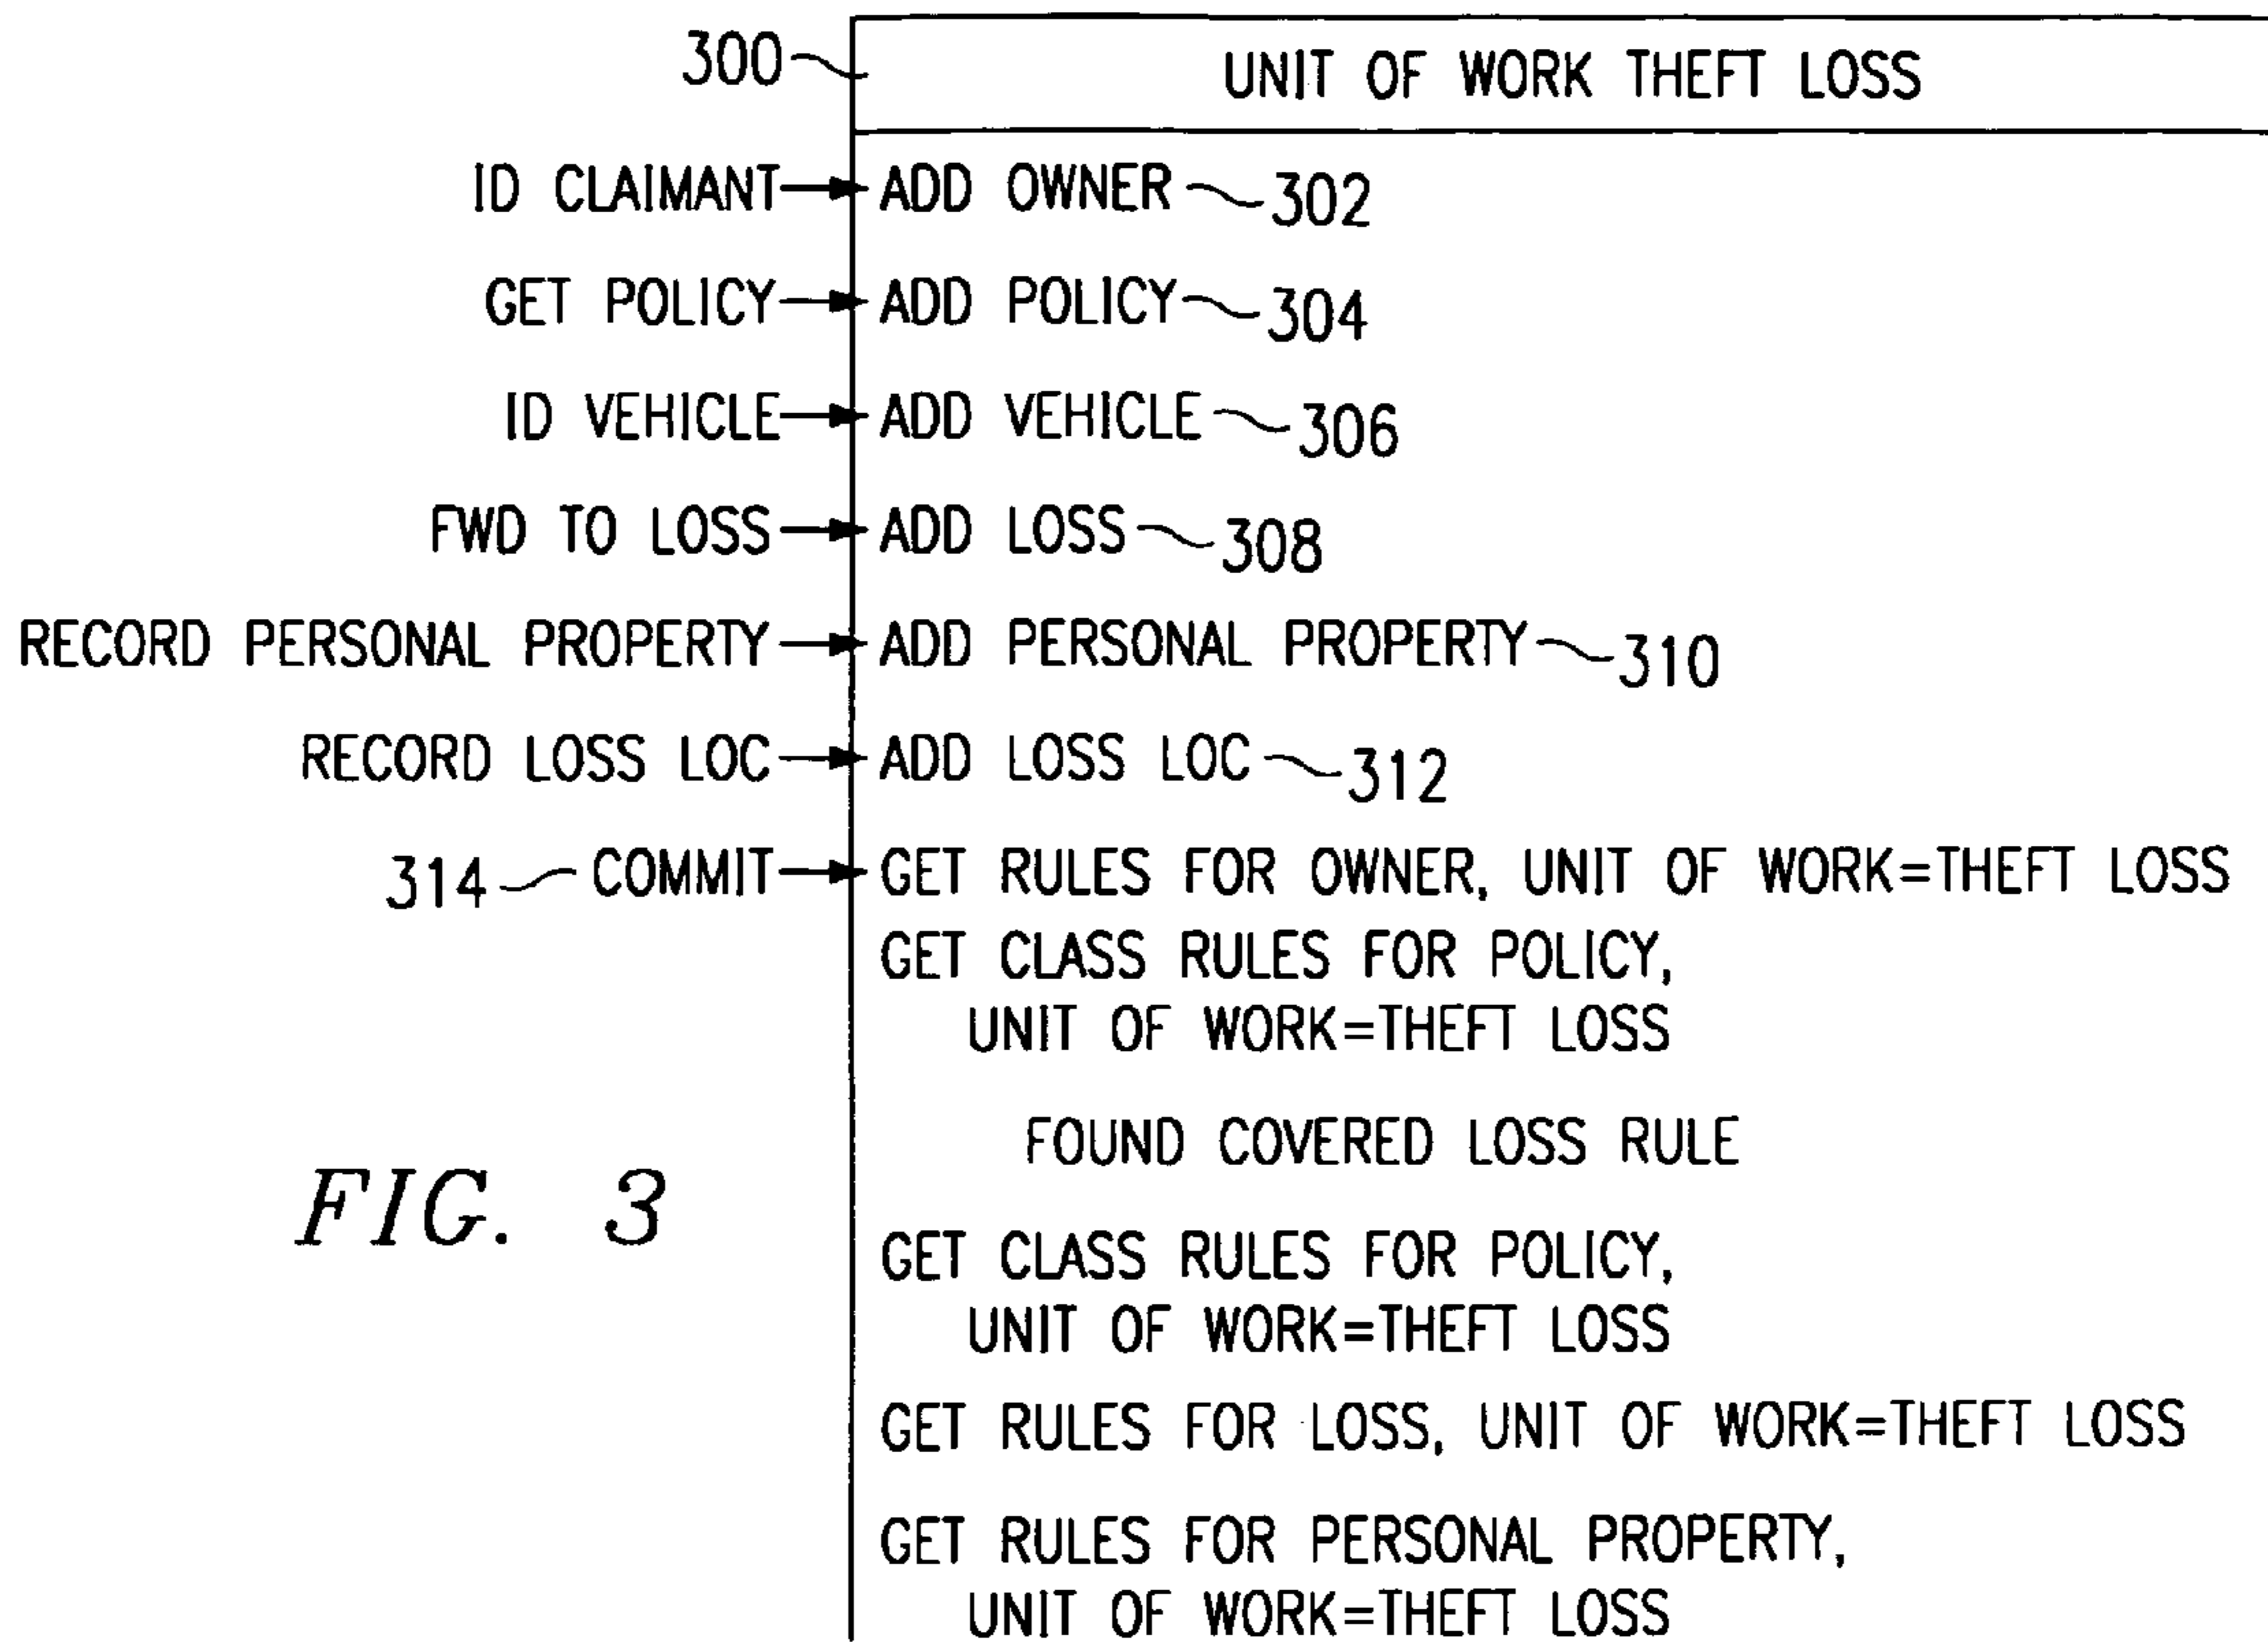 300 UNIT OF WORK THEFT LOSS
ID CLAIMANT ADD OWNER 302
GET POLICY ADD POLICY 304
ID VEHICLE ADD VEHICLE 306
FWD TO LOSS ADD LOSS 308
RECORD PERSONAL PROPERTY ADD PERSONAL PROPERTY 310
RECORD LOSS LOC ADD LOSS LOC 312
314 COMMIT GET RULES FOR OWNER, UNIT OF WORK=THEFT LOSS
GET CLASS RULES FOR POLICY,
UNIT OF WORK=THEFT LOSS
FOUND COVERED LOSS RULE
FIG. 3
GET CLASS RULES FOR POLICY,
UNIT OF WORK=THEFT LOSS
GET RULES FOR LOSS, UNIT OF WORK=THEFT LOSS
GET RULES FOR PERSONAL PROPERTY,
UNIT OF WORK=THEFT LOSS